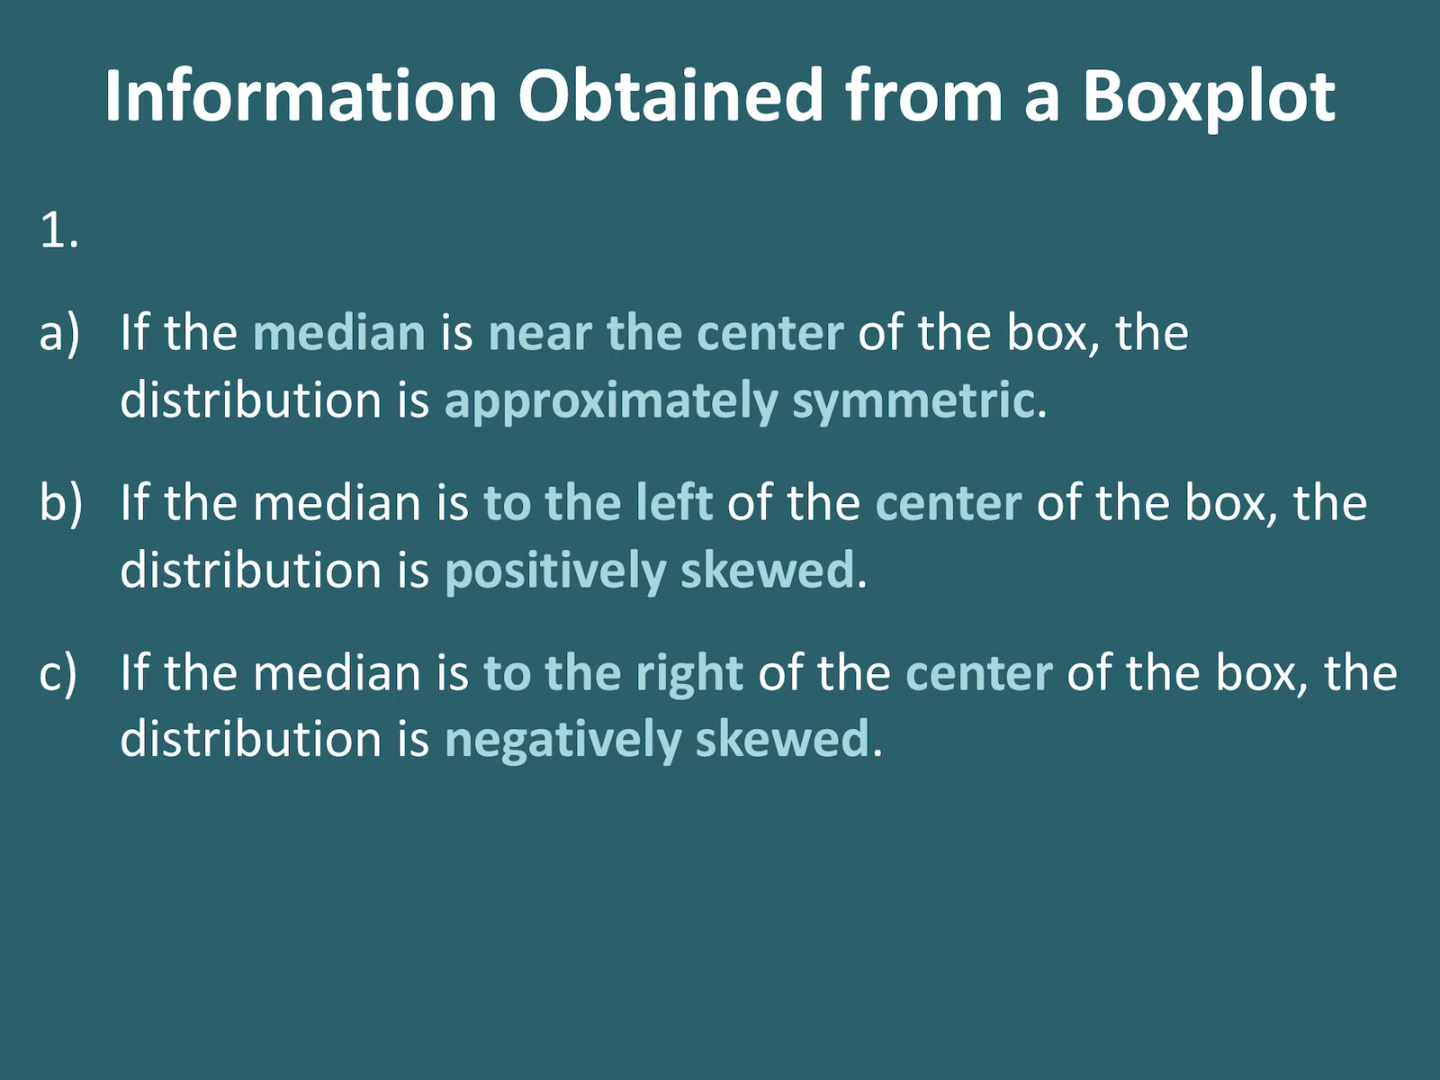 Information Obtained from a Boxplot
1.
a) If the median is near the center of the box, the
distribution is approximately symmetric.
b) If the median is to the left of the center of the box, the
distribution is positively skewed.
c) If the median is to the right of the center of the box, the
distribution is negatively skewed.